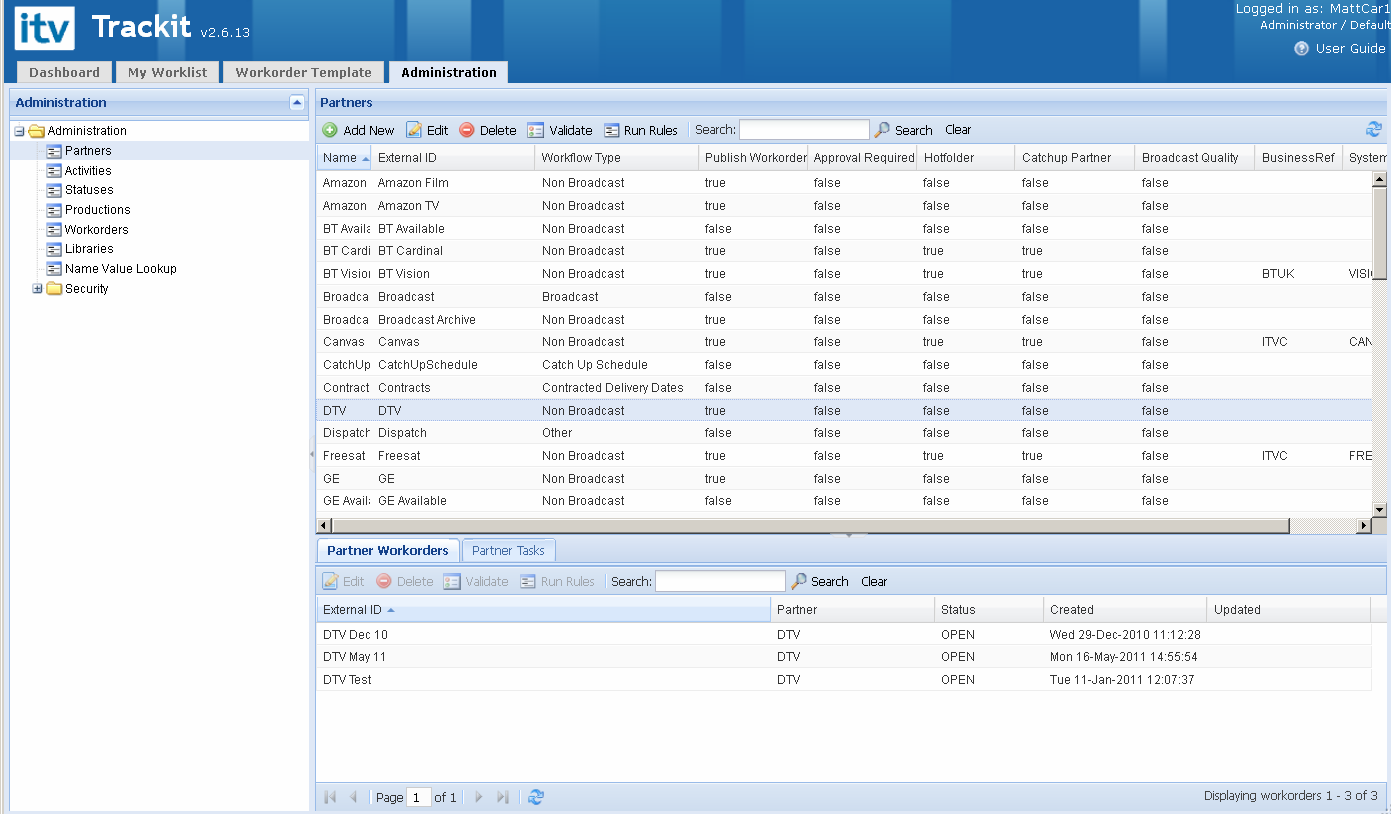 itv Trackit v2.6.13
Logged in as: MattCar1
Administrator / Default
User Guide
Dashboard My Worklist Workorder Template Administration
Administration
Administration
Partners
Activities
Statuses
Productions
Workorders
Libraries
Name Value Lookup
Security
Partners
Add New Edit Delete Validate Run Rules Search: Search Clear
Name External ID Workflow Type Publish Workorder Approval Required Hotfolder Catchup Partner Broadcast Quality BusinessRef System
Amazon Amazon Film Non Broadcast true false false false false
Amazon Amazon TV Non Broadcast true false false false false
BT Availa BT Available Non Broadcast false false false false false
BT Cardi BT Cardinal Non Broadcast true false true true false
BT Vision BT Vision Non Broadcast true false true true false BTUK VISI
Broadca Broadcast Broadcast false false false false false
Broadca Broadcast Archive Non Broadcast true false false false false
Canvas Canvas Non Broadcast true false true true false ITVC CAN
CatchUp CatchUpSchedule Catch Up Schedule false false false false false
Contract Contracts Contracted Delivery Dates false false false false false
DTV DTV Non Broadcast true false false false false
Dispatch Dispatch Other false false false false false
Freesat Freesat Non Broadcast true false true true false ITVC FRE
GE GE Non Broadcast true false false false false
GE Avail GE Available Non Broadcast false false false false false
Partner Workorders Partner Tasks
Edit Delete Validate Run Rules Search: Search Clear
External ID Partner Status Created Updated
DTV Dec 10 DTV OPEN Wed 29-Dec-2010 11:12:28
DTV May 11 DTV OPEN Mon 16-May-2011 14:55:54
DTV Test DTV OPEN Tue 11-Jan-2011 12:07:37
Page 1 of 1 Displaying workorders 1 - 3 of 3